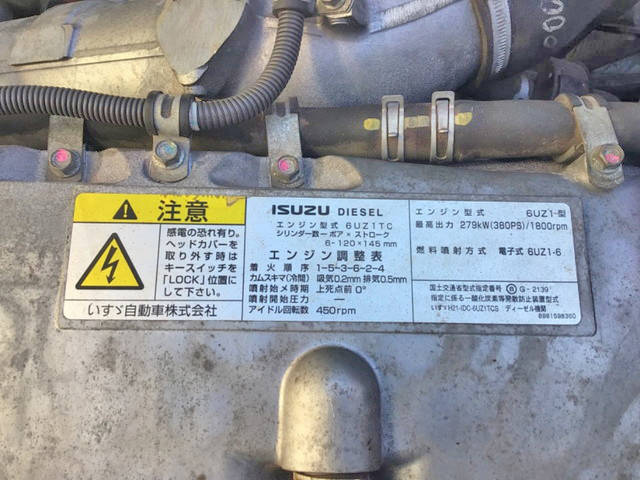 注意
感電の恐れ有り。
ヘッドカバーを
取り外す時は
キースイッチを
「LOCK」位置に
して下さい。
いすゞ自動車株式会社
ISUZU DIESEL
エンジン型式 6UZ1TC
シリンダー数ーボア×ストローク
6-120×145mm
エンジン調整表
着火順序 1-5-3-6-2-4
カムスキマ(冷間) 吸気0.2mm 排気0.5mm
噴射始メ時期 上死点前0°
噴射開始圧力 ー
アイドル回転数 450rpm
エンジン型式 6UZ1-型
最高出力 279kW(380PS)/1800rpm
燃料噴射方式 電子式 6UZ1-6
国土交通省型式指定番号 G-2139
指定に係る一酸化炭素等発散防止装置型式
いすゞH21-IDC-6UZ1TCS ディーゼル機関